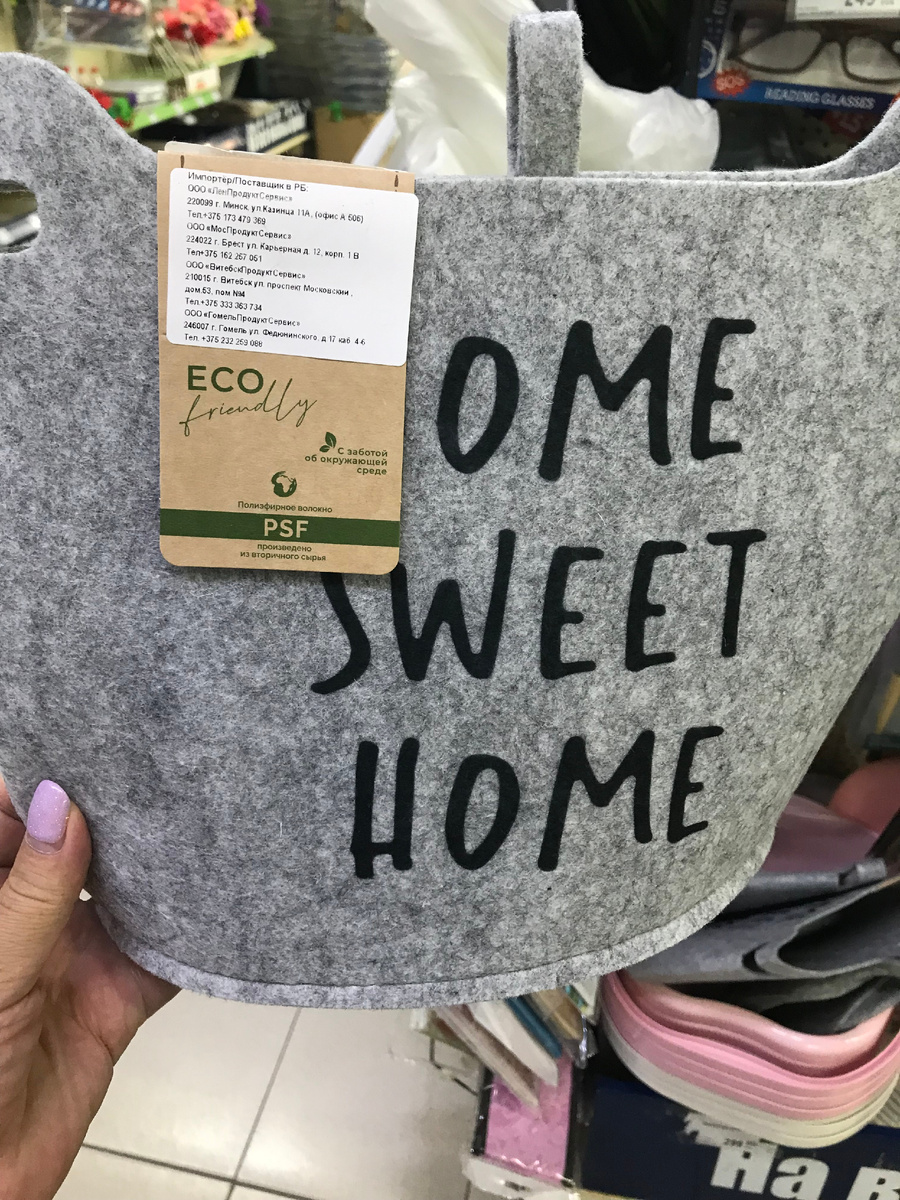 Импортёр/Поставщик в РБ:
ООО «ЛенПродуктСервис»
220099 г. Минск, ул Казинца 11А, (офис А 506)
Тел.+375 173 479 369
ООО «МосПродуктСервис»
224022 г. Брест ул. Карьерная д. 12, корп. 1 В
Тел+375 162 267 051
ООО «ВитебскПродуктСервис»
210015 г. Витебск ул. проспект Московский ,
дом.53, пом №4
Тел.+375 333 363 734
ООО «ГомельПродуктСервис»
246007 г. Гомель ул. Федюнинского, д 17 каб 4-6
Тел. +375 232 259 088
ECO
friendly
С заботой
об окружающей
среде
Полиэфирное волокно
PSF
произведено
из вторичного сырья
OME
SWEET
HOME
READING GLASSES
На в